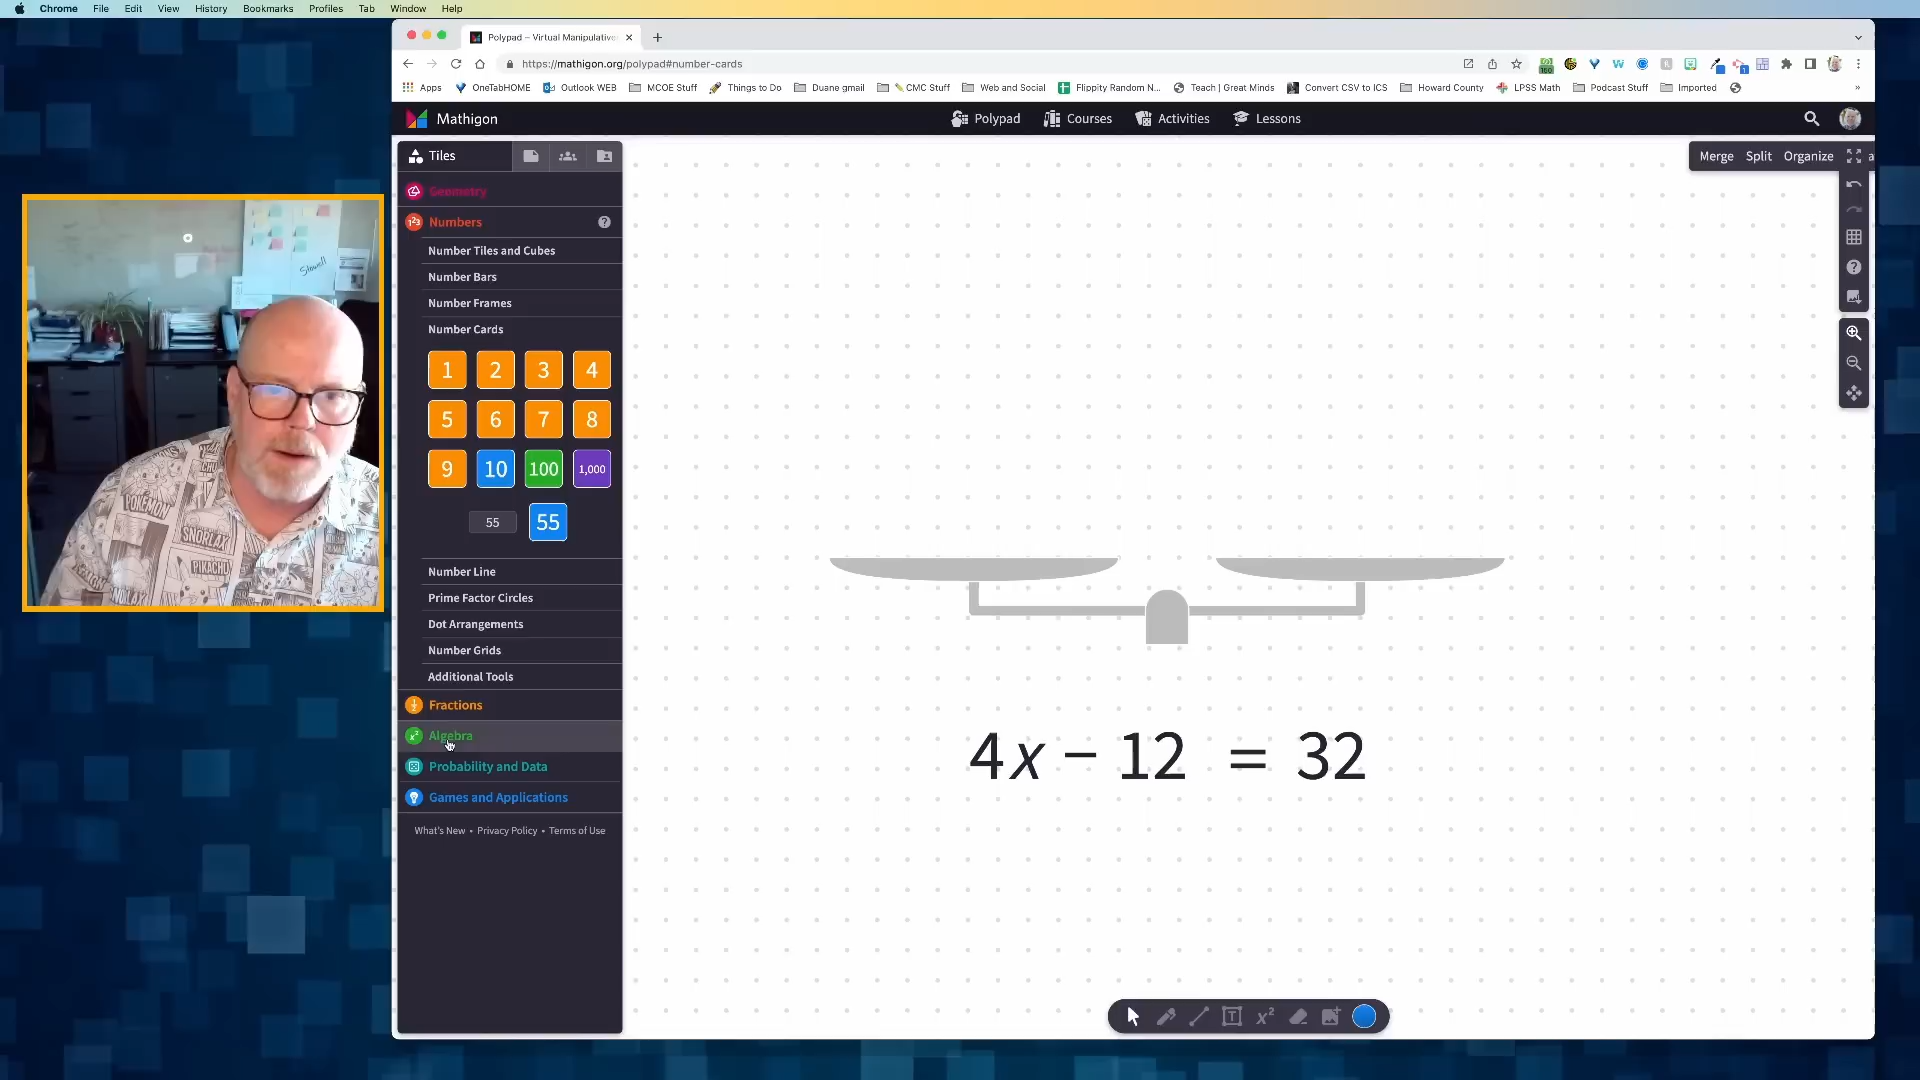 Chrome File Edit View History Bookmarks Profiles Tab Window Help
Polypad – Virtual Manipulative
https://mathigon.org/polypad#number-cards
Apps OneTabHOME Outlook WEB MCOE Stuff Things to Do Duane gmail CMC Stuff Web and Social Flippity Random N... Teach | Great Minds Convert CSV to ICS Howard County LPSS Math Podcast Stuff Imported »
Mathigon Polypad Courses Activities Lessons
Tiles
Merge Split Organize
Geometry
Numbers
Number Tiles and Cubes
Number Bars
Number Frames
Number Cards
1 2 3 4
5 6 7 8
9 10 100 1,000
55 55
Number Line
Prime Factor Circles
Dot Arrangements
Number Grids
Additional Tools
Fractions
Algebra
Probability and Data
Games and Applications
What's New • Privacy Policy • Terms of Use
4x − 12 = 32
Stowell
POKÉMON
SNORLAX
PIKACHU